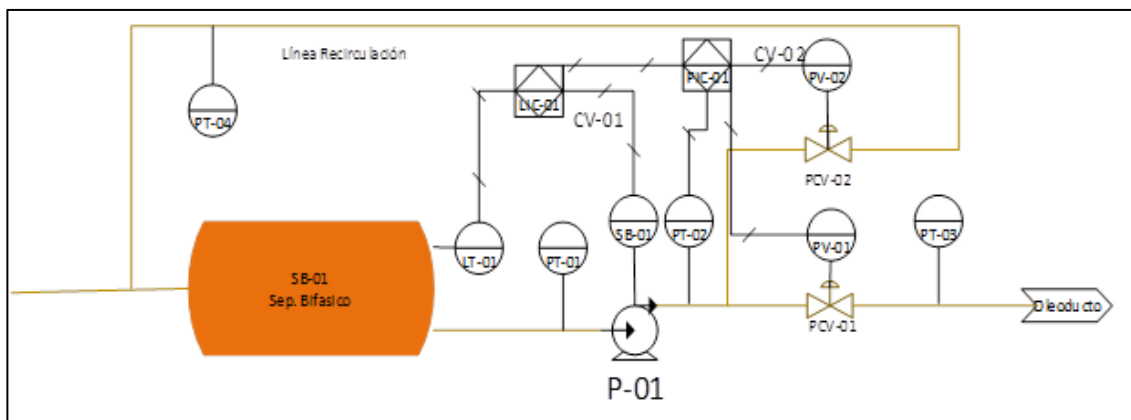 Línea Recirculación
CV-02
PIC-01
PV-02
PT-04
LIC-01
CV-01
PCV-02
SB-01
PT-02
PV-01
PT-03
LT-01
PT-01
SB-01
Sep. Bifasico
Oleoducto
PCV-01
P-01